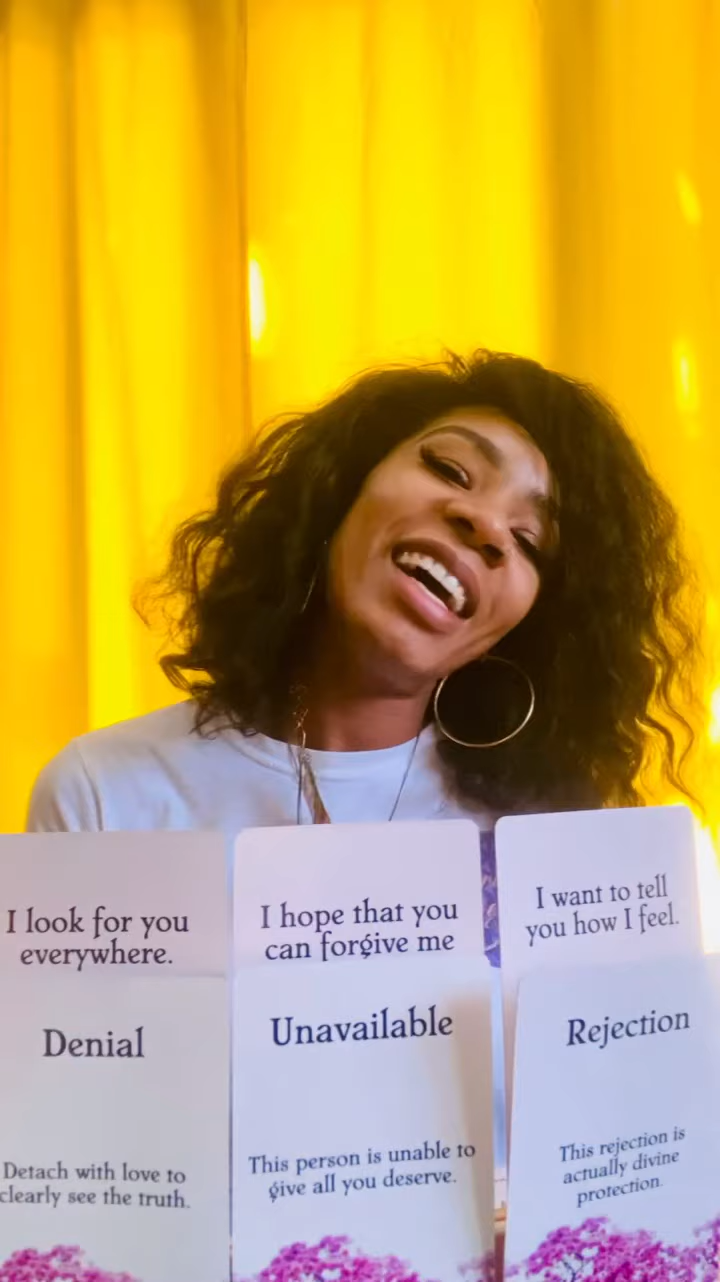 I look for you
everywhere.
I hope that you
can forgive me
I want to tell
you how I feel.
Denial
Detach with love to
clearly see the truth.
Unavailable
This person is unable to
give all you deserve.
Rejection
This rejection is
actually divine
protection.